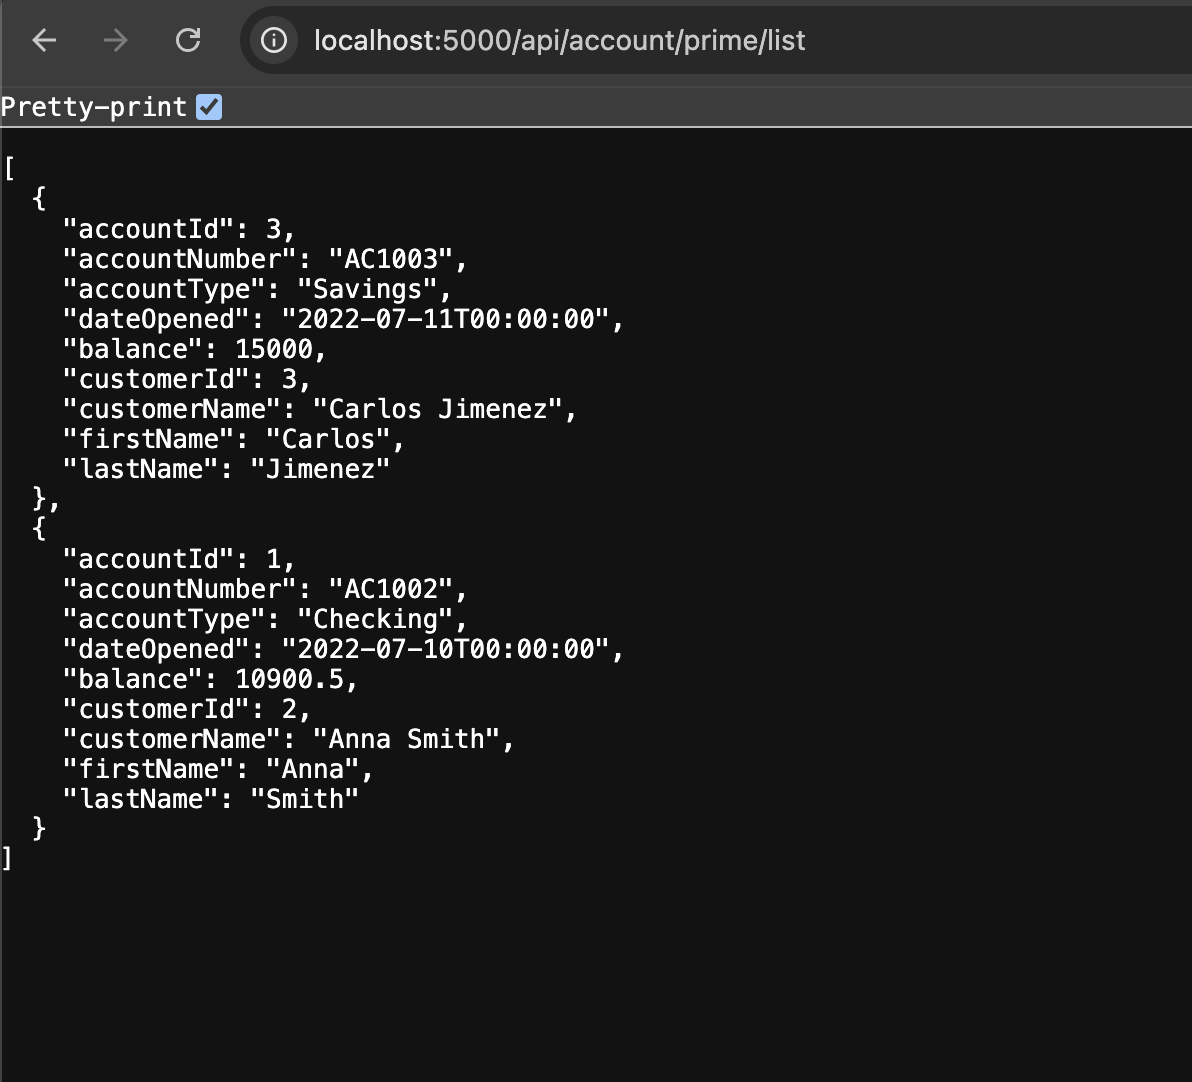 localhost:5000/api/account/prime/list
Pretty-print
[
  {
    "accountId": 3,
    "accountNumber": "AC1003",
    "accountType": "Savings",
    "dateOpened": "2022-07-11T00:00:00",
    "balance": 15000,
    "customerId": 3,
    "customerName": "Carlos Jimenez",
    "firstName": "Carlos",
    "lastName": "Jimenez"
  },
  {
    "accountId": 1,
    "accountNumber": "AC1002",
    "accountType": "Checking",
    "dateOpened": "2022-07-10T00:00:00",
    "balance": 10900.5,
    "customerId": 2,
    "customerName": "Anna Smith",
    "firstName": "Anna",
    "lastName": "Smith"
  }
]